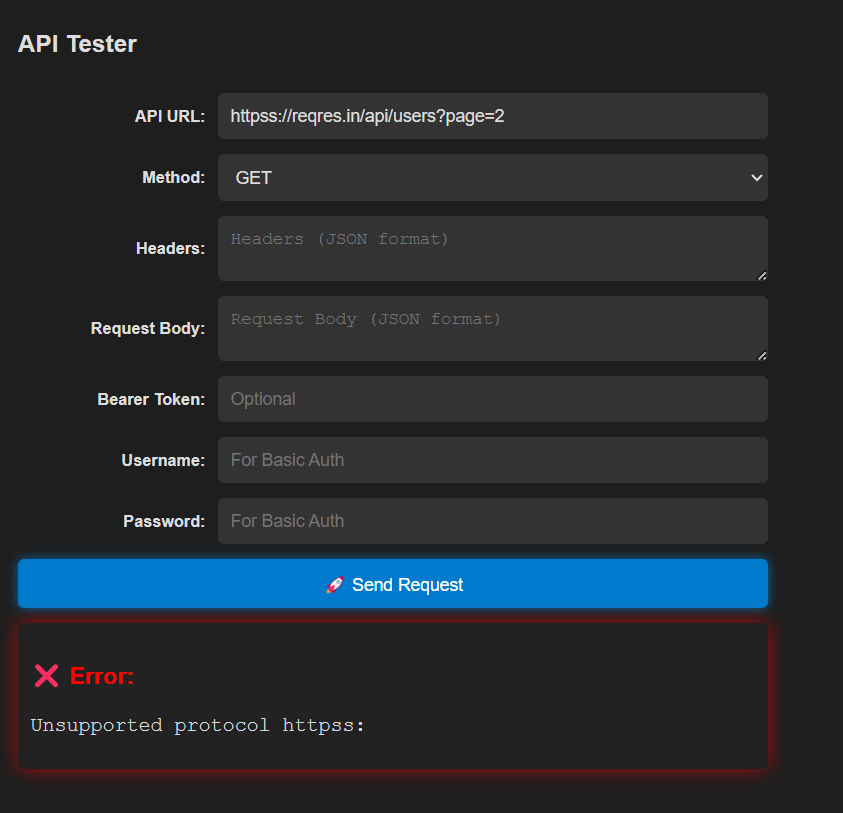 API Tester
API URL: httpss://reqres.in/api/users?page=2
Method: GET
Headers: Headers (JSON format)
Request Body: Request Body (JSON format)
Bearer Token: Optional
Username: For Basic Auth
Password: For Basic Auth
🚀 Send Request
❌ Error:
Unsupported protocol httpss: